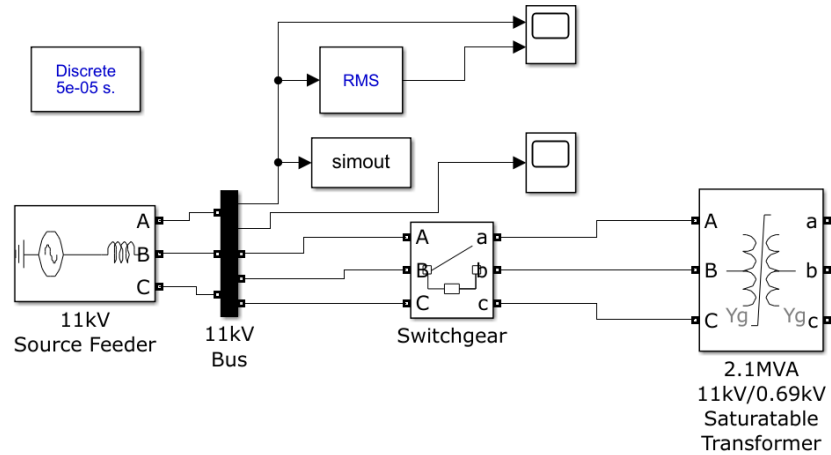 Discrete
5e-05 s.
RMS
simout
A
B
C
11kV
Source Feeder
11kV
Bus
A
B
C
a
b
c
Switchgear
A
B
C
Yg
Yg
a
b
c
2.1MVA
11kV/0.69kV
Saturatable
Transformer